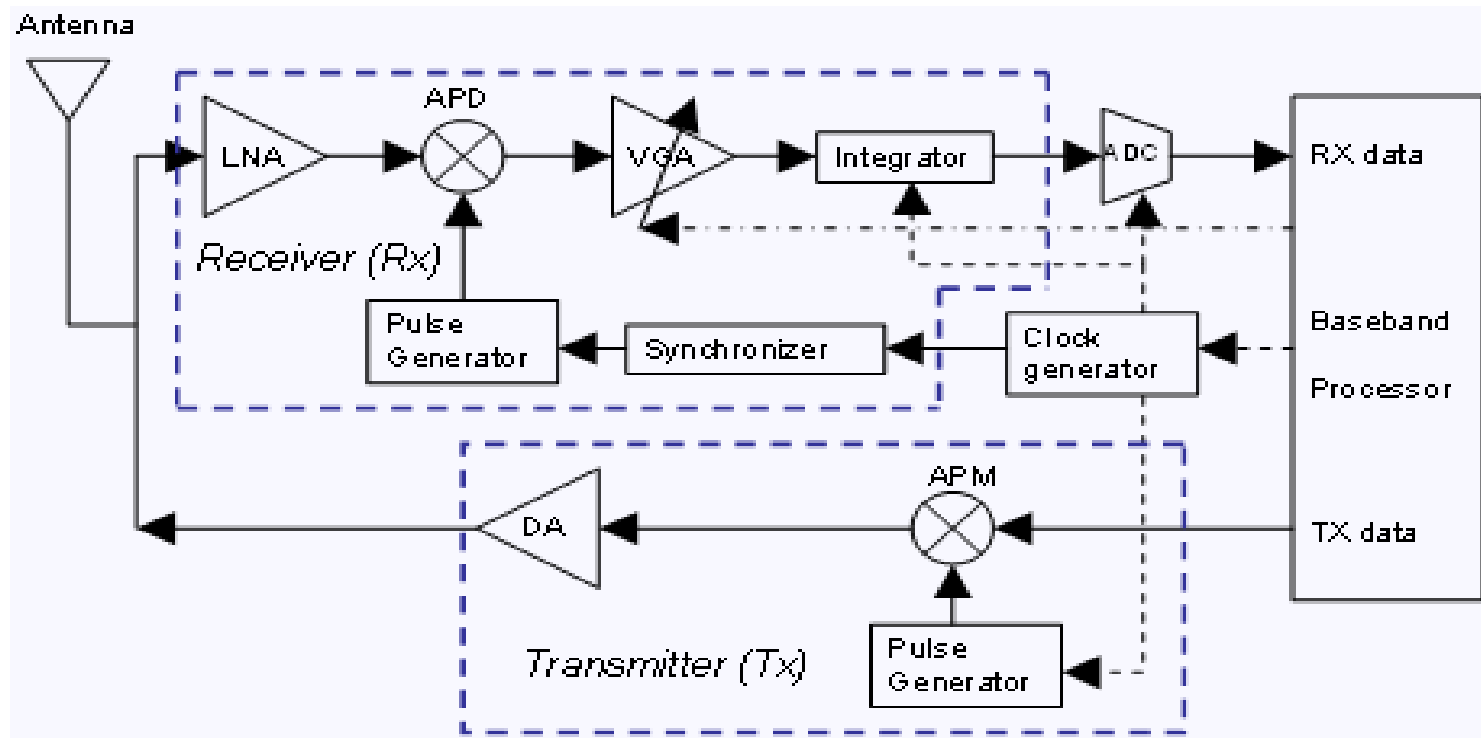 Antenna
APD
LNA
VGA
Integrator
ADC
RX data
Receiver (Rx)
Pulse
Generator
Synchronizer
Clock
generator
Baseband
Processor
APM
DA
TX data
Transmitter (Tx)
Pulse
Generator